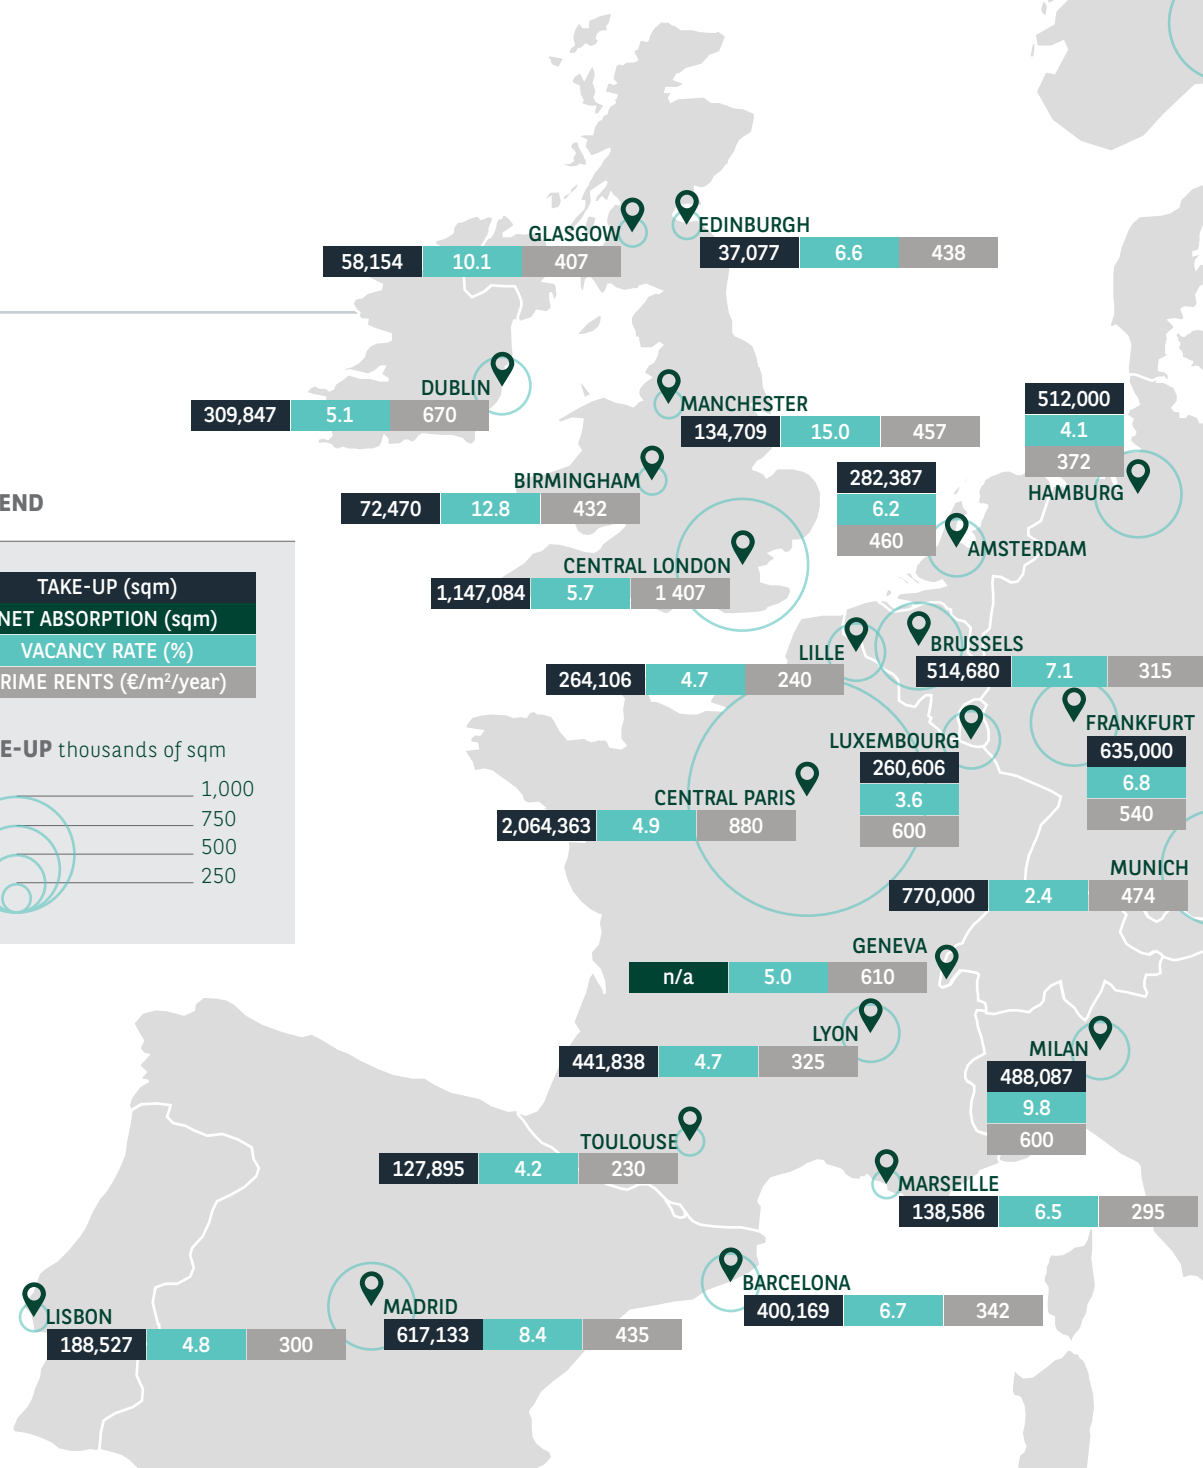 EDINBURGH
37,077 6.6 438
GLASGOW
58,154 10.1 407
DUBLIN
309,847 5.1 670
MANCHESTER
134,709 15.0 457
512,000
4.1
372
HAMBURG
BIRMINGHAM
72,470 12.8 432
282,387
6.2
460
AMSTERDAM
END
CENTRAL LONDON
1,147,084 5.7 1 407
TAKE-UP (sqm)
NET ABSORPTION (sqm)
VACANCY RATE (%)
RIME RENTS (€/m²/year)
E-UP thousands of sqm
1,000
750
500
250
LILLE
264,106 4.7 240
BRUSSELS
514,680 7.1 315
FRANKFURT
635,000
6.8
540
LUXEMBOURG
260,606
3.6
600
CENTRAL PARIS
2,064,363 4.9 880
MUNICH
770,000 2.4 474
GENEVA
n/a 5.0 610
LYON
441,838 4.7 325
MILAN
488,087
9.8
600
TOULOUSE
127,895 4.2 230
MARSEILLE
138,586 6.5 295
BARCELONA
400,169 6.7 342
MADRID
617,133 8.4 435
LISBON
188,527 4.8 300